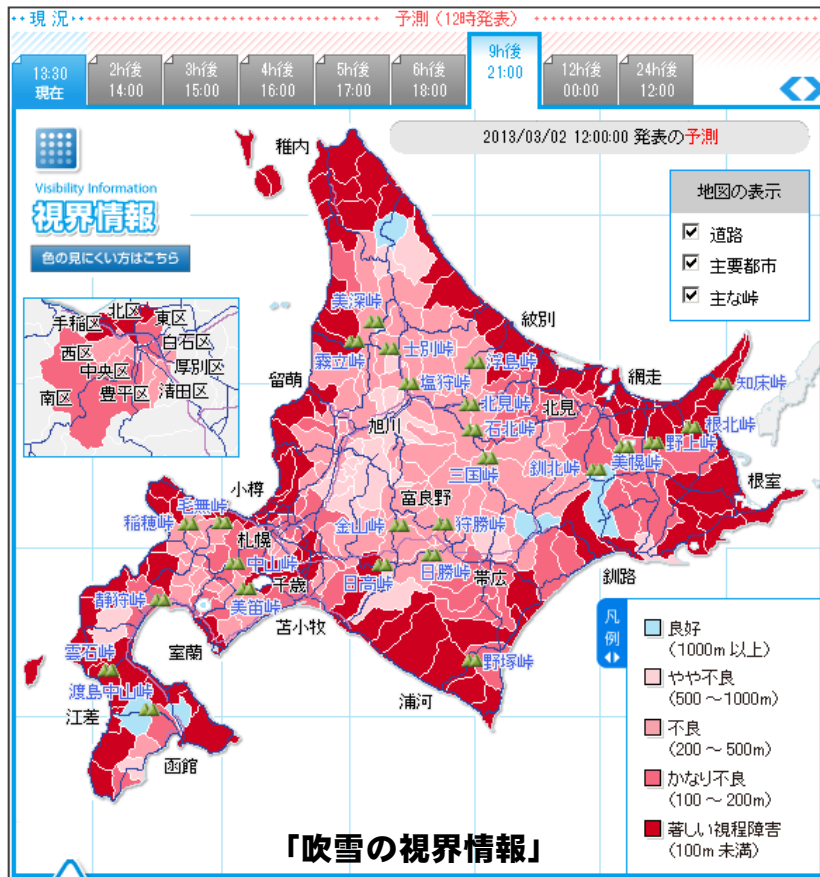 現 況
予測（12時発表）
13:30
現在
2h後
14:00
3h後
15:00
4h後
16:00
5h後
17:00
6h後
18:00
9h後
21:00
12h後
00:00
24h後
12:00
2013/03/02 12:00:00 発表の予測
Visibility Information
視界情報
色の見にくい方はこちら
地図の表示
道路
主要都市
主な峠
手稲区
北区
東区
西区
白石区
中央区
厚別区
南区
豊平区
清田区
稚内
美深峠
紋別
霧立峠
士別峠
浮島峠
留萌
塩狩峠
網走
知床峠
北見峠
北見
旭川
石北峠
根北峠
野上峠
三国峠
釧北峠
美幌峠
根室
小樽
毛無峠
富良野
稲穂峠
札幌
金山峠
狩勝峠
中山峠
日高峠
日勝峠
帯広
釧路
千歳
静狩峠
美笛峠
苫小牧
雲石峠
室蘭
野塚峠
渡島中山峠
浦河
江差
函館
凡例
良好
（1000m 以上）
やや不良
（500 ～ 1000m）
不良
（200 ～ 500m）
かなり不良
（100 ～ 200m）
著しい視程障害
（100m 未満）
「吹雪の視界情報」